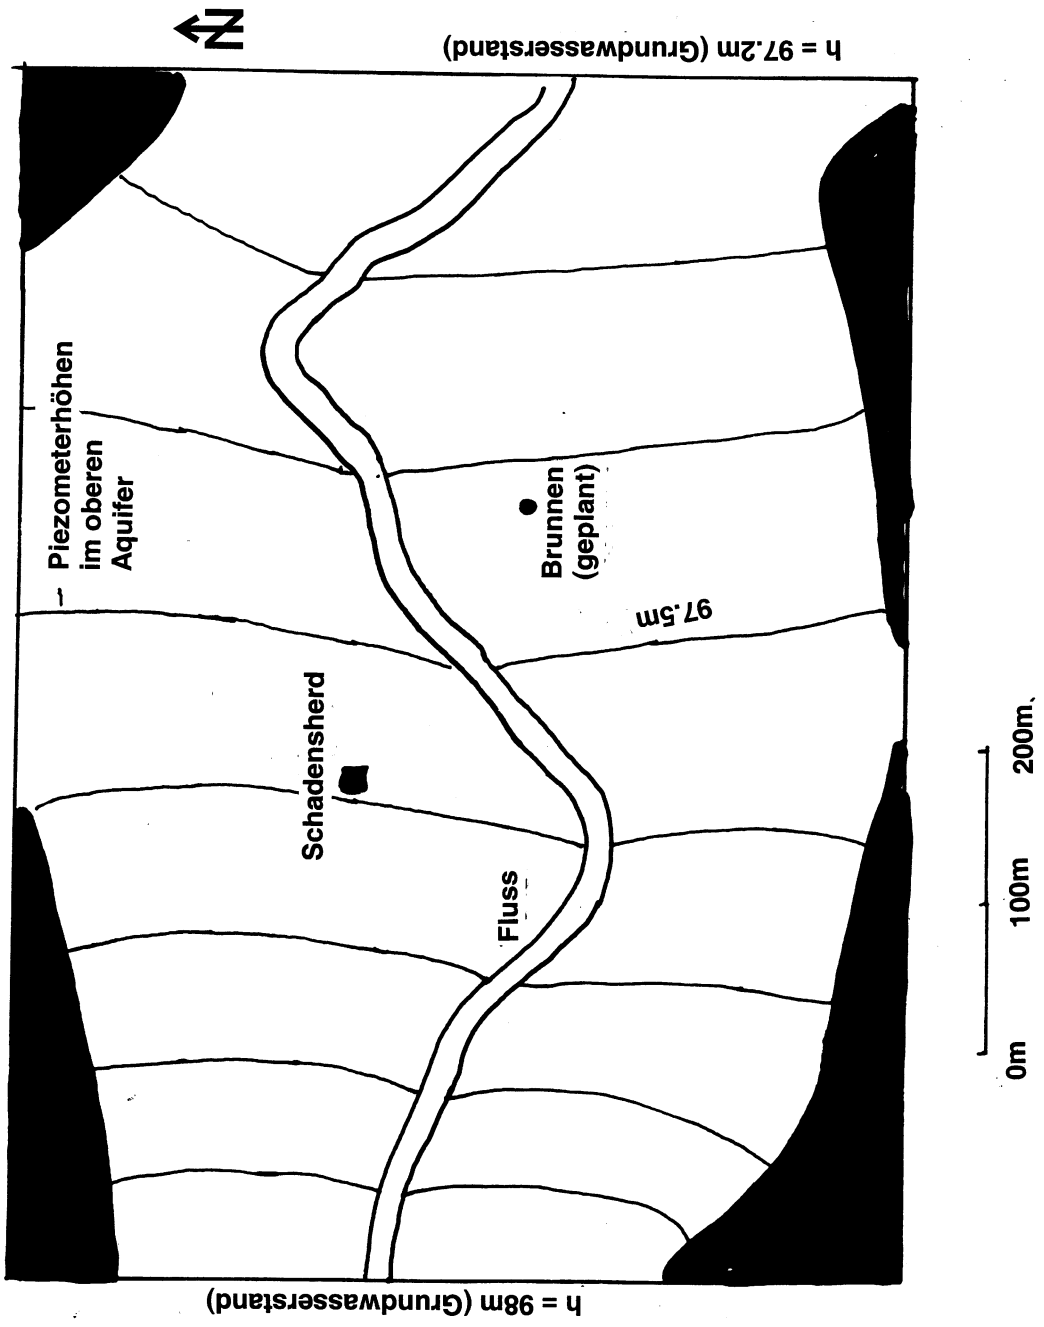 N
h = 97.2m (Grundwasserstand)
Piezometerhöhen
im oberen
Aquifer
Brunnen
(geplant)
97.5m
Schadensherd
Fluss
0m
100m
200m
h = 98m (Grundwasserstand)